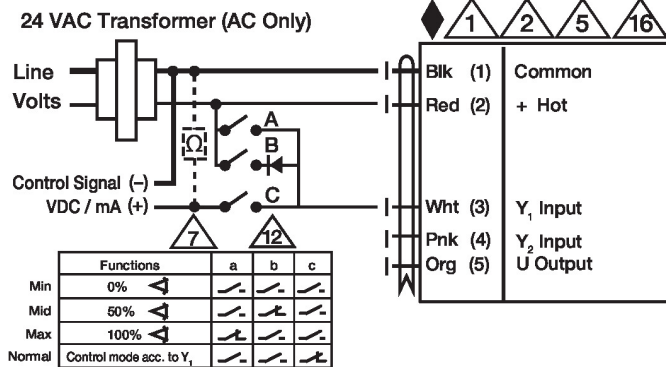 24 VAC Transformer (AC Only)
1 2 5 16
Line
Volts
Blk (1) Common
Red (2) + Hot
A
Ω
B
Control Signal (–)
VDC / mA (+)
C
Wht (3) Y₁ Input
Pnk (4) Y₂ Input
Org (5) U Output
7 12
Functions a b c
Min 0%
Mid 50%
Max 100%
Normal Control mode acc. to Y₁